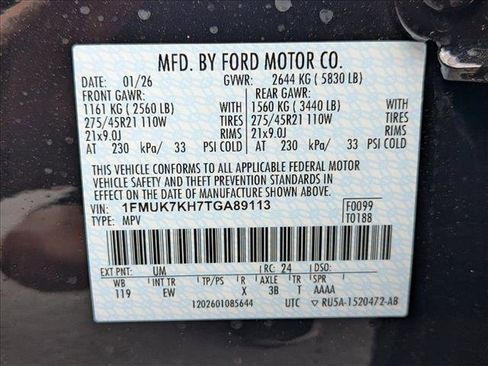 MFD. BY FORD MOTOR CO.
DATE: 01/26 GVWR: 2644 KG ( 5830 LB)
FRONT GAWR: REAR GAWR:
1161 KG ( 2560 LB) 1560 KG ( 3440 LB)
275/45R21 110W TIRES 275/45R21 110W TIRES
21x9.0J RIMS 21x9.0J RIMS
AT 230 kPa/ 33 PSI COLD AT 230 kPa/ 33 PSI COLD
THIS VEHICLE CONFORMS TO ALL APPLICABLE FEDERAL MOTOR
VEHICLE SAFETY AND THEFT PREVENTION STANDARDS IN
EFFECT ON THE DATE OF MANUFACTURE SHOWN ABOVE.
VIN: 1FMUK7KH7TGA89113 F0099
TYPE: MPV T0188
EXT PNT: UM RC: 24 DSO:
WB INT TR TP/PS R AXLE TR SPR
119 EW X 3B T AAAA
1202601085644 UTC RU5A-1520472-AB